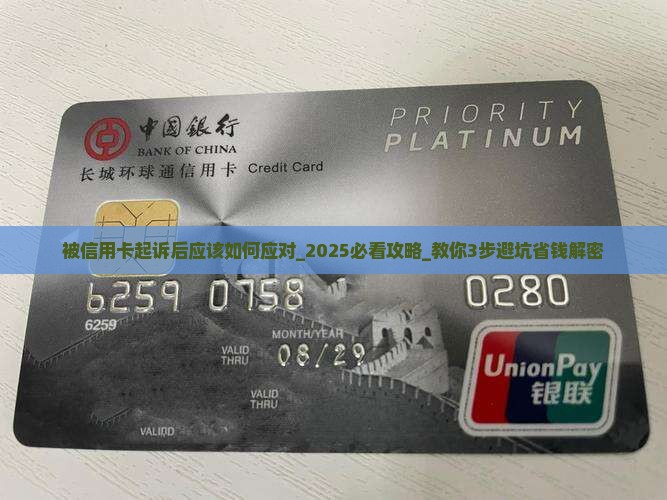 PRIORITY
PLATINUM
中国银行
BANK OF CHINA
长城环球通信用卡 Credit Card
被信用卡起诉后应该如何应对_2025必看攻略_教你3步避坑省钱解密
6259 0758 0280
6259
MONTH/YEAR
VALID THRU 08/29
VALID THRU
VALID
UnionPay
银联